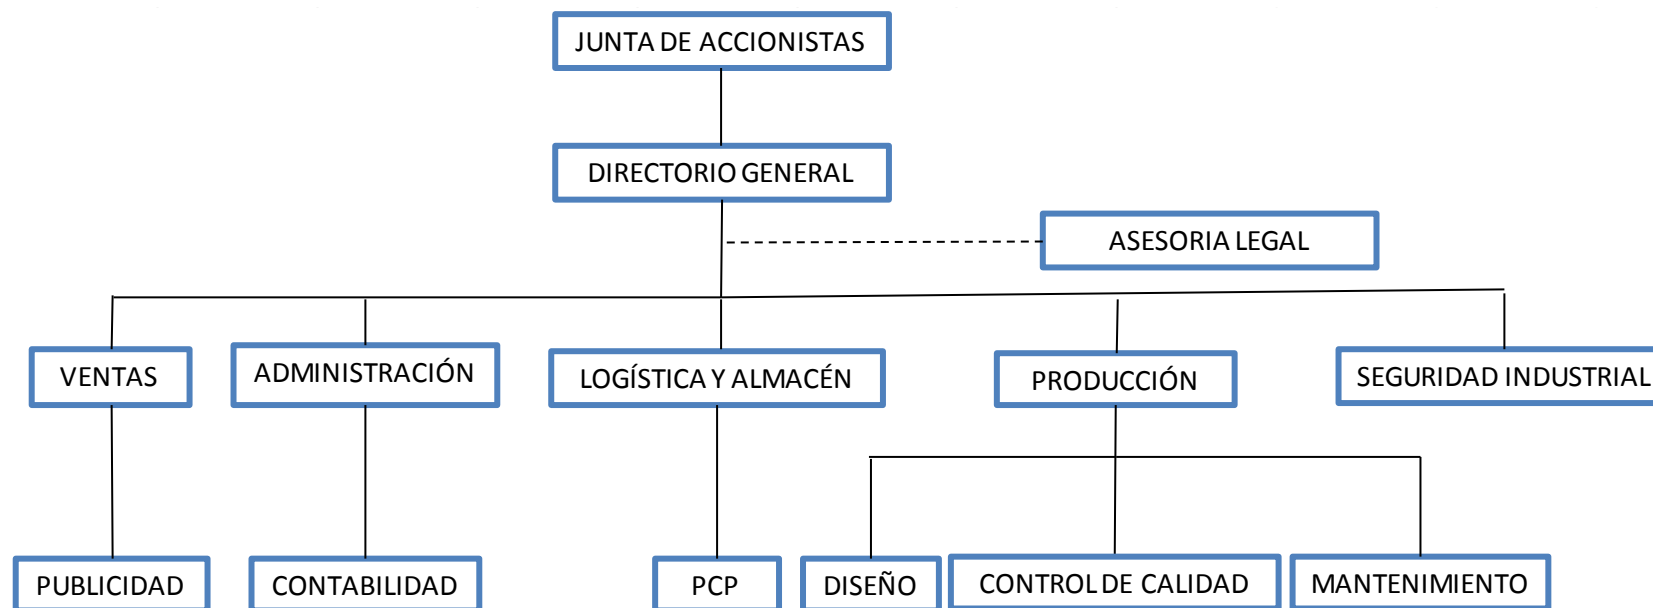 JUNTA DE ACCIONISTAS
DIRECTORIO GENERAL
ASESORIA LEGAL
VENTAS
ADMINISTRACIÓN
LOGÍSTICA Y ALMACÉN
PRODUCCIÓN
SEGURIDAD INDUSTRIAL
PUBLICIDAD
CONTABILIDAD
PCP
DISEÑO
CONTROL DE CALIDAD
MANTENIMIENTO